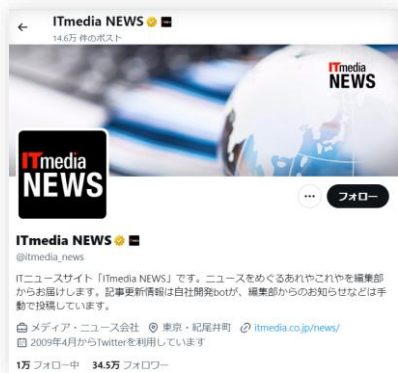 ITmedia NEWS
14.6万 件のポスト
ITmedia
NEWS
ITmedia
NEWS
フォロー
ITmedia NEWS
@itmedia_news
ITニュースサイト「ITmedia NEWS」です。ニュースをめぐるあれやこれやを編集部
からお届けします。記事更新情報は自社開発botが、編集部からのお知らせなどは手
動で投稿しています。
メディア・ニュース会社 東京・紀尾井町 itmedia.co.jp/news/
2009年4月からTwitterを利用しています
1万 フォロー中 34.5万 フォロワー